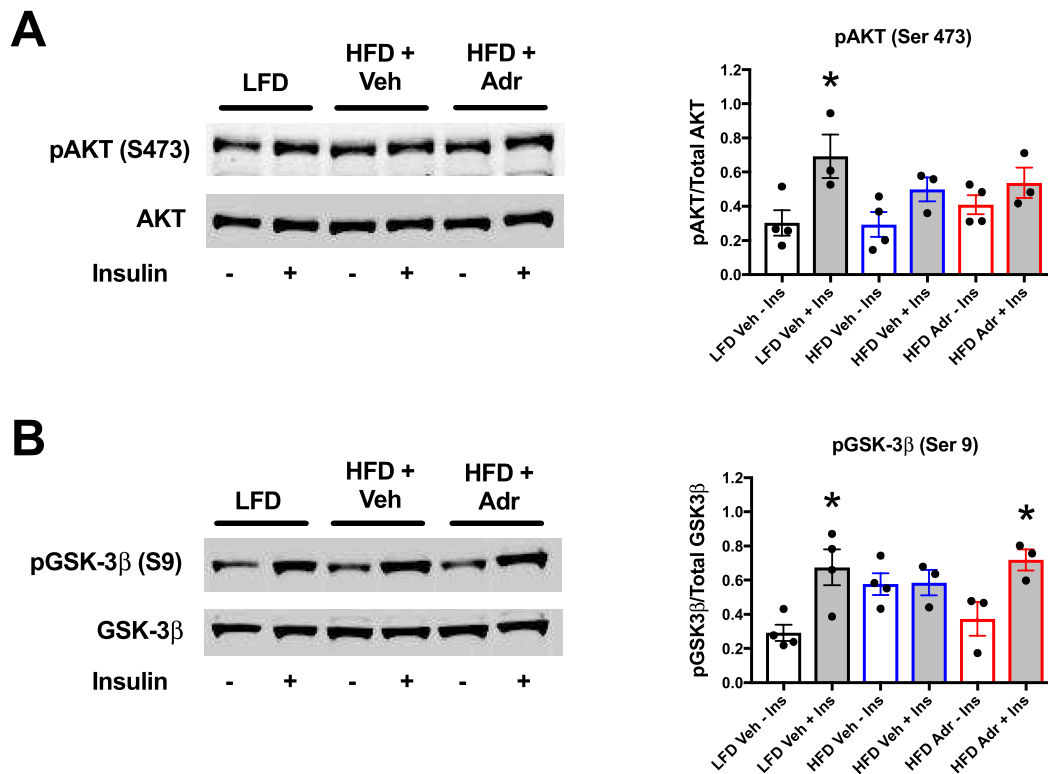 A
HFD + HFD +
LFD Veh Adr
pAKT (S473)
AKT
Insulin - + - + - +
pAKT (Ser 473)
pAKT/Total AKT
1.2
1.0
0.8
0.6
0.4
0.2
0.0
*
LFD Veh - Ins
LFD Veh + Ins
HFD Veh - Ins
HFD Veh + Ins
HFD Adr - Ins
HFD Adr + Ins
B
HFD + HFD +
LFD Veh Adr
pGSK-3β (S9)
GSK-3β
Insulin - + - + - +
pGSK-3β (Ser 9)
pGSK3β/Total GSK3β
1.2
1.0
0.8
0.6
0.4
0.2
0.0
* *
LFD Veh - Ins
LFD Veh + Ins
HFD Veh - Ins
HFD Veh + Ins
HFD Adr - Ins
HFD Adr + Ins